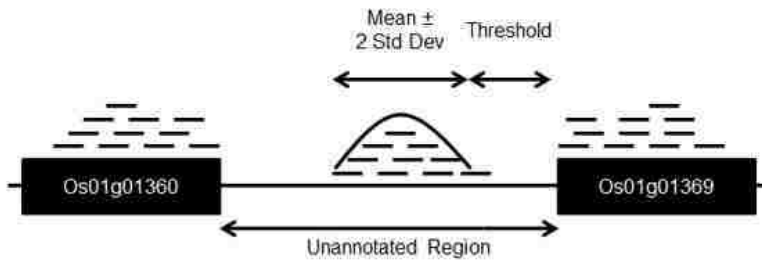 Mean ±
2 Std Dev
Threshold
Os01g01360
Os01g01369
Unannotated Region